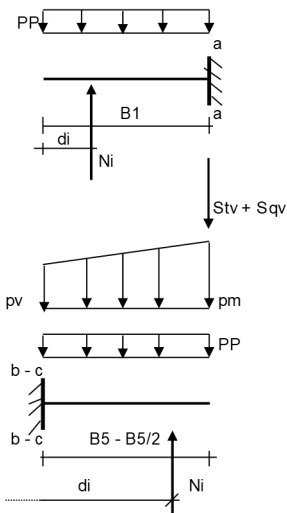 PP
a
a
B1
di
Ni
Stv + Sqv
pv
pm
PP
b - c
b - c
B5 - B5/2
di
Ni